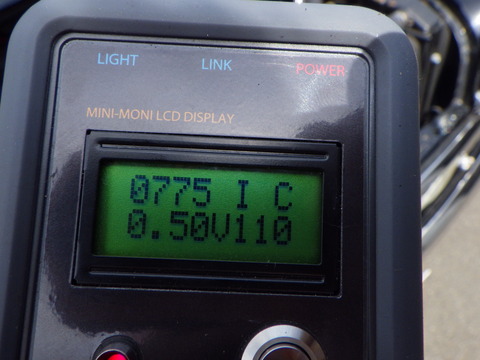 LIGHT LINK POWER
MINI-MONI LCD DISPLAY
0775 I C
0.50V110